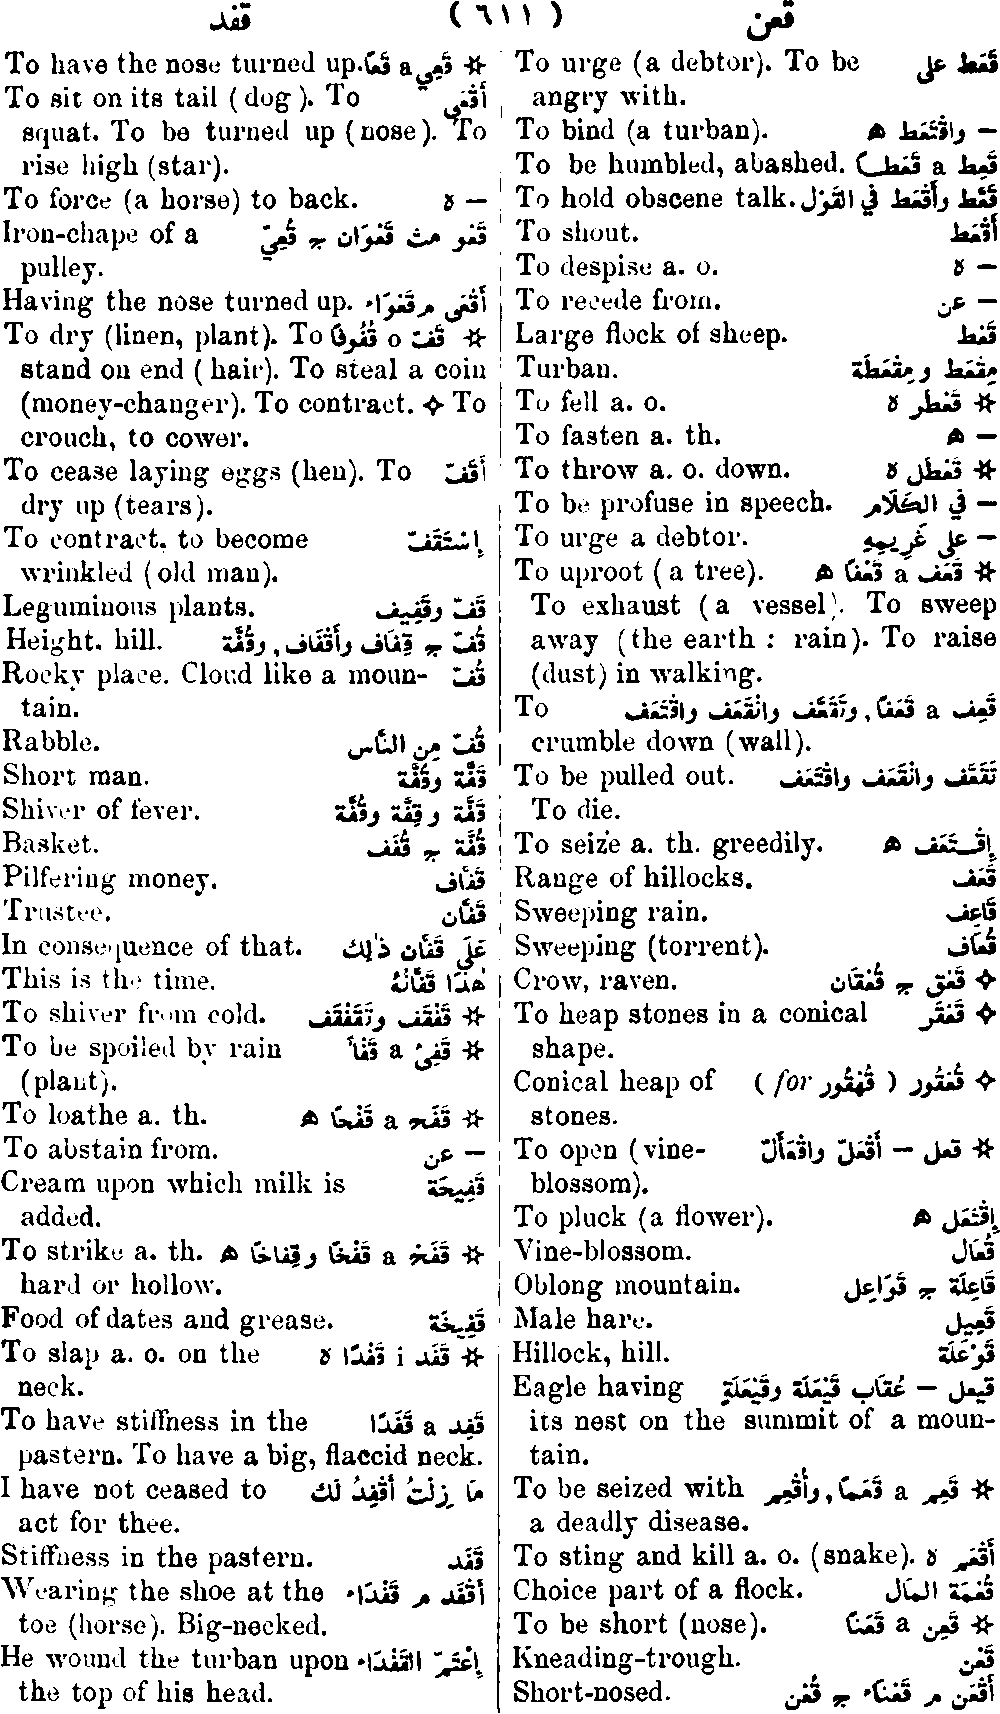 قعن ( ٦١١ ) قفد
To urge (a debtor). To be قَعَط على
angry with.
To bind (a turban). — وَاقْتَعَط ه
To be humbled, abashed. قَعِط a قَعَطًا
To hold obscene talk. قَعَّط وأَقْعَط في القَوْل
To shout. أَقْعَط
To despise a. o. — ة
To recede from. — عن
Large flock of sheep. قَعْط
Turban. مِقْعَط و مِقْعَطَة
To fell a. o. ✡ قَعْطَر ة
To fasten a. th. — ه
To throw a. o. down. ✡ قَعْطَل ة
To be profuse in speech. — في الكَلَام
To urge a debtor. — على غَرِيمِهِ
To uproot (a tree). ✡ قَعَف a قَعْفًا ه
To exhaust (a vessel). To sweep
away (the earth : rain). To raise
(dust) in walking.
To قَعِف a قَعَفًا, وتَقَعَّف وانْقَعَف واقْتَعَف
crumble down (wall).
To be pulled out. تَقَعَّف وانْقَعَف واقْتَعَف
To die.
To seize a. th. greedily. إِقْتَعَف ه
Range of hillocks. قَعْف
Sweeping rain. قَاعِف
Sweeping (torrent). قُعَاف
Crow, raven. ✧ قَعْق ج قُعْقَان
To heap stones in a conical ✧ قَعْقَر
shape.
Conical heap of ✧ قُعْقُور ( for قُهْقُور )
stones.
To open (vine- ✡ قعل — أَقْعَلّ واقْعَأَلّ
blossom).
To pluck (a flower). إِقْتَعَل ه
Vine-blossom. قُعَال
Oblong mountain. قَاعِلَة ج قَوَاعِل
Male hare. قَعِيل
Hillock, hill. قَوْعَلَة
Eagle having قيعل — عُقَاب قَيْعَلَة وقَيْعَلَةٍ
its nest on the summit of a moun-
tain.
To be seized with ✡ قَعِم a قَعَمًا, وأُقْعِم
a deadly disease.
To sting and kill a. o. (snake). أَقْعَم ة
Choice part of a flock. قُعْمَة المَال
To be short (nose). ✡ قَعِن a قَعَنًا
Kneading-trough. قَعْن
Short-nosed. أَقْعَن م قَعْنَاء ج قُعْن
To have the nose turned up. ✡ قَعِي a قَعًا
To sit on its tail (dog). To أَقْعَى
squat. To be turned up (nose). To
rise high (star).
To force (a horse) to back. — ة
Iron-chape of a قَعْو مث قَعْوَان ج قُعِيّ
pulley.
Having the nose turned up. أَقْعَى م قَعْوَاء
To dry (linen, plant). To ✡ قَفّ o قُفُوفًا
stand on end (hair). To steal a coin
(money-changer). To contract. ✧ To
crouch, to cower.
To cease laying eggs (hen). To أَقَفّ
dry up (tears).
To contract, to become إِسْتَقَفّ
wrinkled (old man).
Leguminous plants. قَفّ وقَفِيف
Height, hill. قُفّ ج قِفَاف وأَقْفَاف, وقُفَّة
Rocky place. Cloud like a moun- قُفّ
tain.
Rabble. قُفّ مِن النَّاس
Short man. قَفَّة وقُفَّة
Shiver of fever. قَفَّة و قِفَّة وقُفَّة
Basket. قُفَّة ج قُفَف
Pilfering money. قَفَّاف
Trustee. قَفَّان
In consequence of that. عَلَى قَفَّان ذٰلِك
This is the time. هٰذَا قَفَّانُهُ
To shiver from cold. ✡ قَفْقَف وتَقَفْقَف
To be spoiled by rain ✡ قَفِئ a قَفَأً
(plant).
To loathe a. th. ✡ قَفَح a قَفْحًا ه
To abstain from. — عن
Cream upon which milk is قَفِيحَة
added.
To strike a. th. ✡ قَفَخ a قَفْخًا وقِفَاخًا ه
hard or hollow.
Food of dates and grease. قَفِيخَة
To slap a. o. on the ✡ قَفَد i قَفْدًا ة
neck.
To have stiffness in the قَفِد a قَفَدًا
pastern. To have a big, flaccid neck.
I have not ceased to مَا زِلْتُ أَقْفِدُ لَك
act for thee.
Stiffness in the pastern. قَفَد
Wearing the shoe at the أَقْفَد م قَفْدَاء
toe (horse). Big-necked.
He wound the turban upon إِعْتَمّ القَفْدَاء
the top of his head.